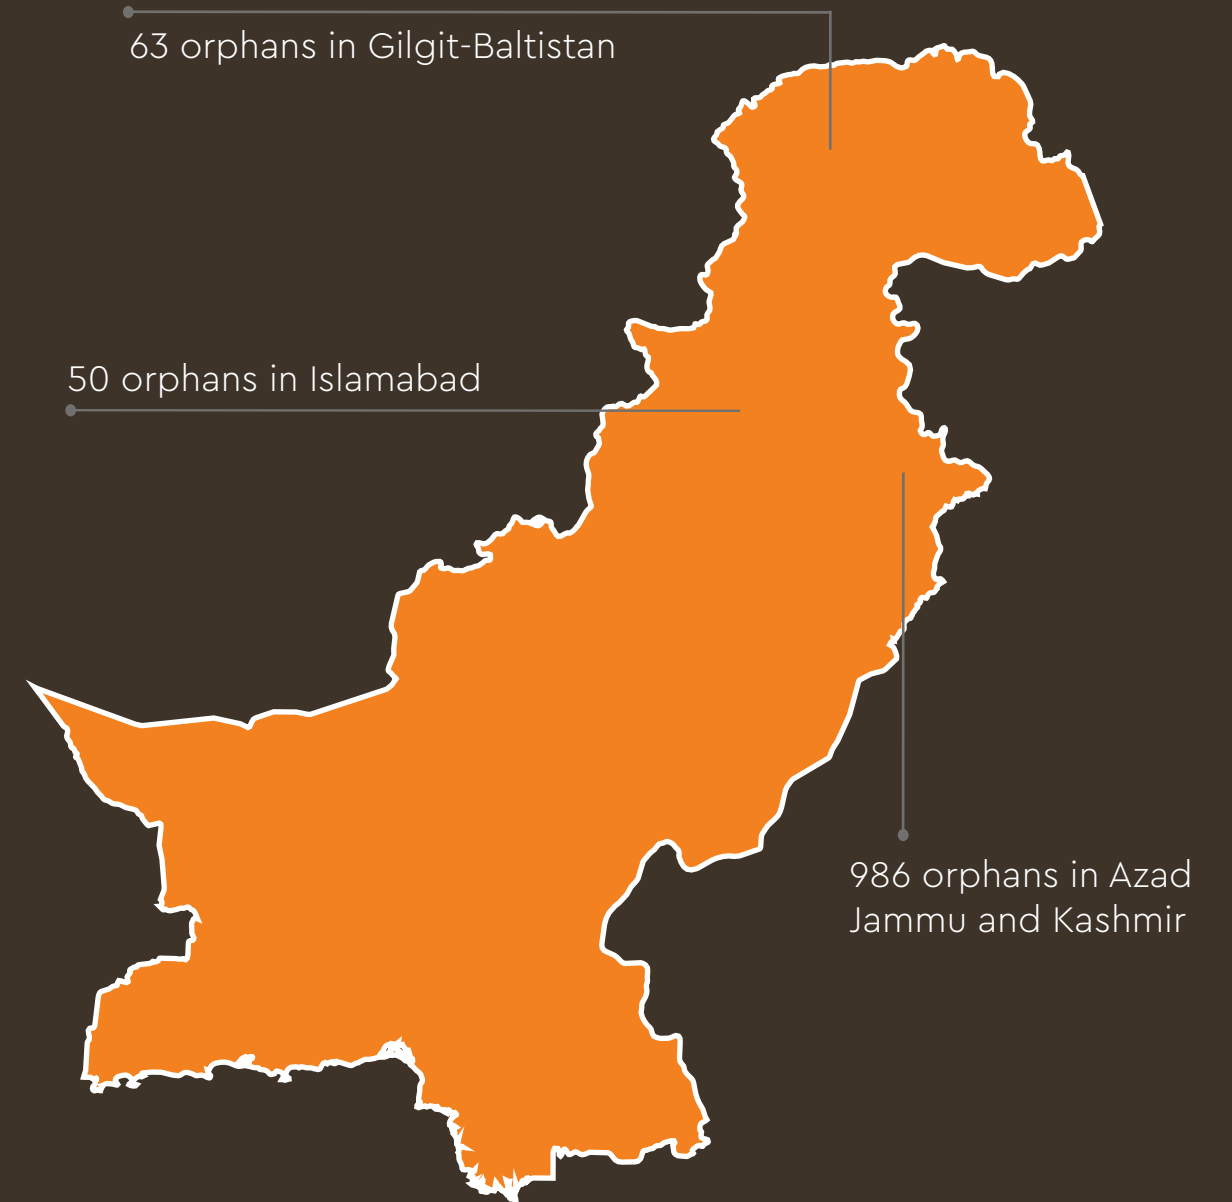 63 orphans in Gilgit-Baltistan
50 orphans in Islamabad
986 orphans in Azad
Jammu and Kashmir